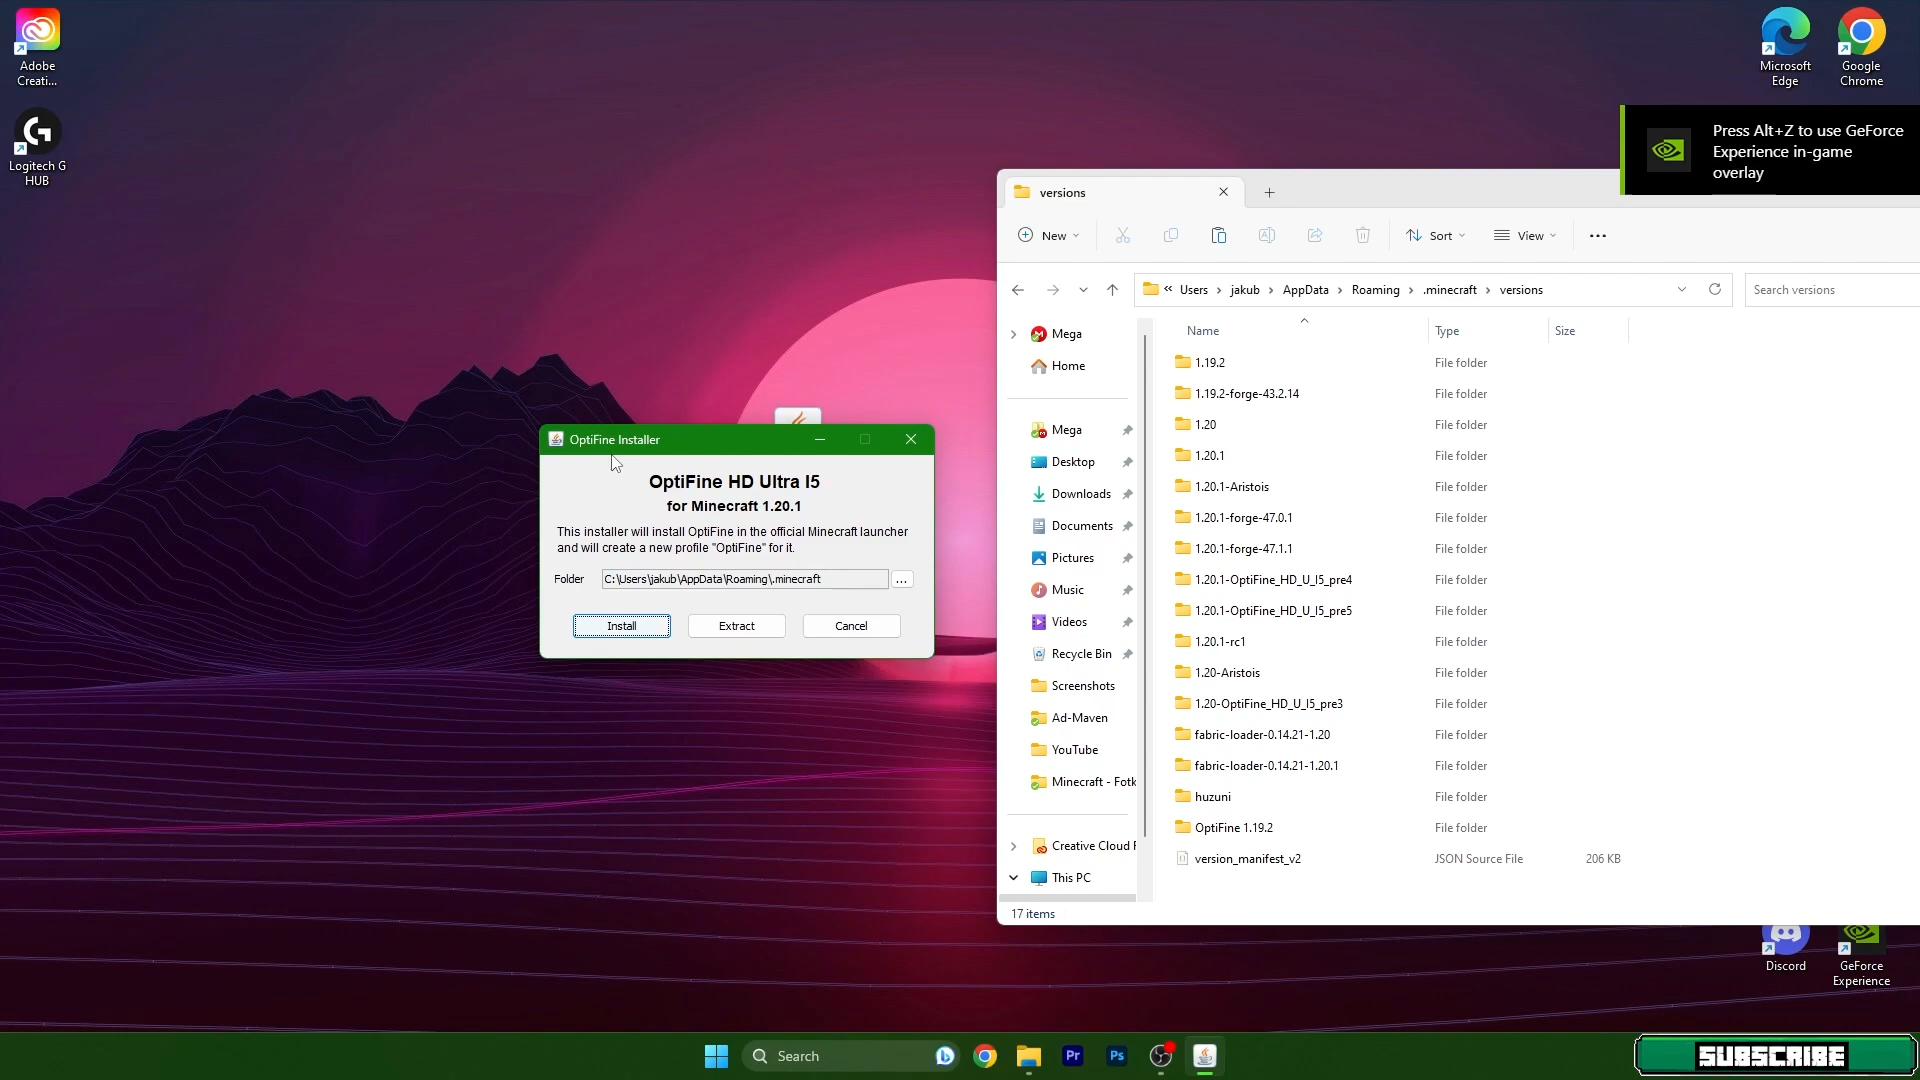 Adobe
Creati...
Logitech G
HUB
Microsoft
Edge
Google
Chrome
Press Alt+Z to use GeForce
Experience in-game
overlay
versions
New
Sort
View
« Users > jakub > AppData > Roaming > .minecraft > versions
Search versions
Mega
Home
Mega
Desktop
Downloads
Documents
Pictures
Music
Videos
Recycle Bin
Screenshots
Ad-Maven
YouTube
Minecraft - Fotk
Creative Cloud F
This PC
Name Type Size
1.19.2 File folder
1.19.2-forge-43.2.14 File folder
1.20 File folder
1.20.1 File folder
1.20.1-Aristois File folder
1.20.1-forge-47.0.1 File folder
1.20.1-forge-47.1.1 File folder
1.20.1-OptiFine_HD_U_I5_pre4 File folder
1.20.1-OptiFine_HD_U_I5_pre5 File folder
1.20.1-rc1 File folder
1.20-Aristois File folder
1.20-OptiFine_HD_U_I5_pre3 File folder
fabric-loader-0.14.21-1.20 File folder
fabric-loader-0.14.21-1.20.1 File folder
huzuni File folder
OptiFine 1.19.2 File folder
version_manifest_v2 JSON Source File 206 KB
17 items
OptiFine Installer
OptiFine HD Ultra I5
for Minecraft 1.20.1
This installer will install OptiFine in the official Minecraft launcher
and will create a new profile "OptiFine" for it.
Folder C:\Users\jakub\AppData\Roaming\.minecraft ...
Install Extract Cancel
Discord
GeForce
Experience
Search
Pr
Ps
SUBSCRIBE